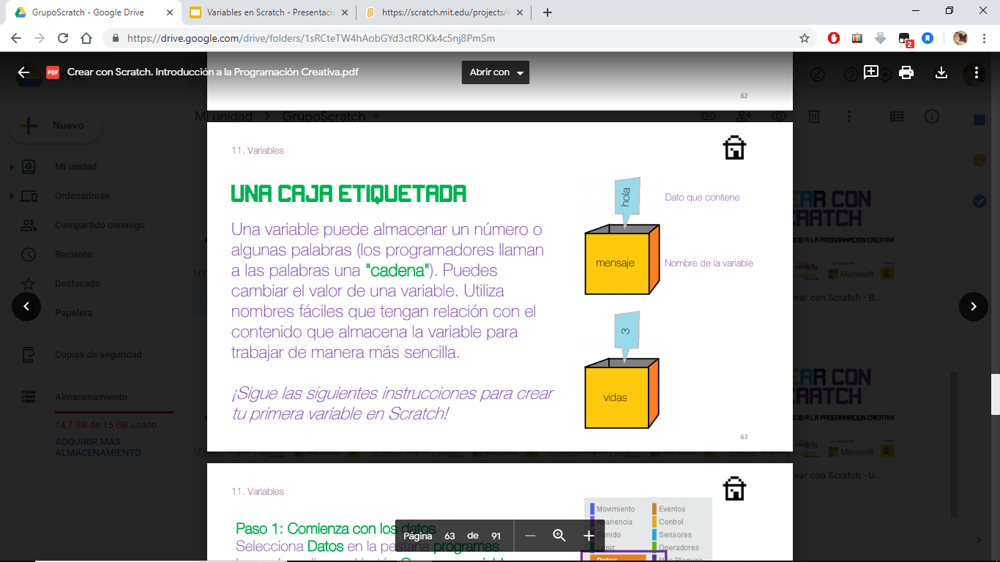 GrupoScratch - Google Drive
Variables en Scratch - Presentaci
https://scratch.mit.edu/projects/e
https://drive.google.com/drive/folders/1sRCteTW4hAobGYd3ctROKk4c5nj8PmSm
2
PDF
Crear con Scratch. Introducción a la Programación Creativa.pdf
Abrir con
62
Mi unidad > GrupoScratch
Nuevo
Mi unidad
Ordenadores
Compartido conmigo
Reciente
Destacado
Papelera
Copias de seguridad
Almacenamiento
14,7 GB de 15 GB usado
ADQUIRIR MÁS
ALMACENAMIENTO
11. Variables
UNA CAJA ETIQUETADA
Una variable puede almacenar un número o
algunas palabras (los programadores llaman
a las palabras una "cadena"). Puedes
cambiar el valor de una variable. Utiliza
nombres fáciles que tengan relación con el
contenido que almacena la variable para
trabajar de manera más sencilla.
¡Sigue las siguientes instrucciones para crear
tu primera variable en Scratch!
hola
Dato que contiene
mensaje
Nombre de la variable
3
vidas
63
EAR CON
CRATCH
Microsoft
rear con Scratch - B...
EAR CON
CRATCH
Microsoft
rear con Scratch - U...
11. Variables
Paso 1: Comienza con los datos
Selecciona Datos en la pestaña programas.
Movimiento
Eventos
Apariencia
Control
Sonido
Sensores
Lápiz
Operadores
Datos
Más Bloques
Página 63 de 91